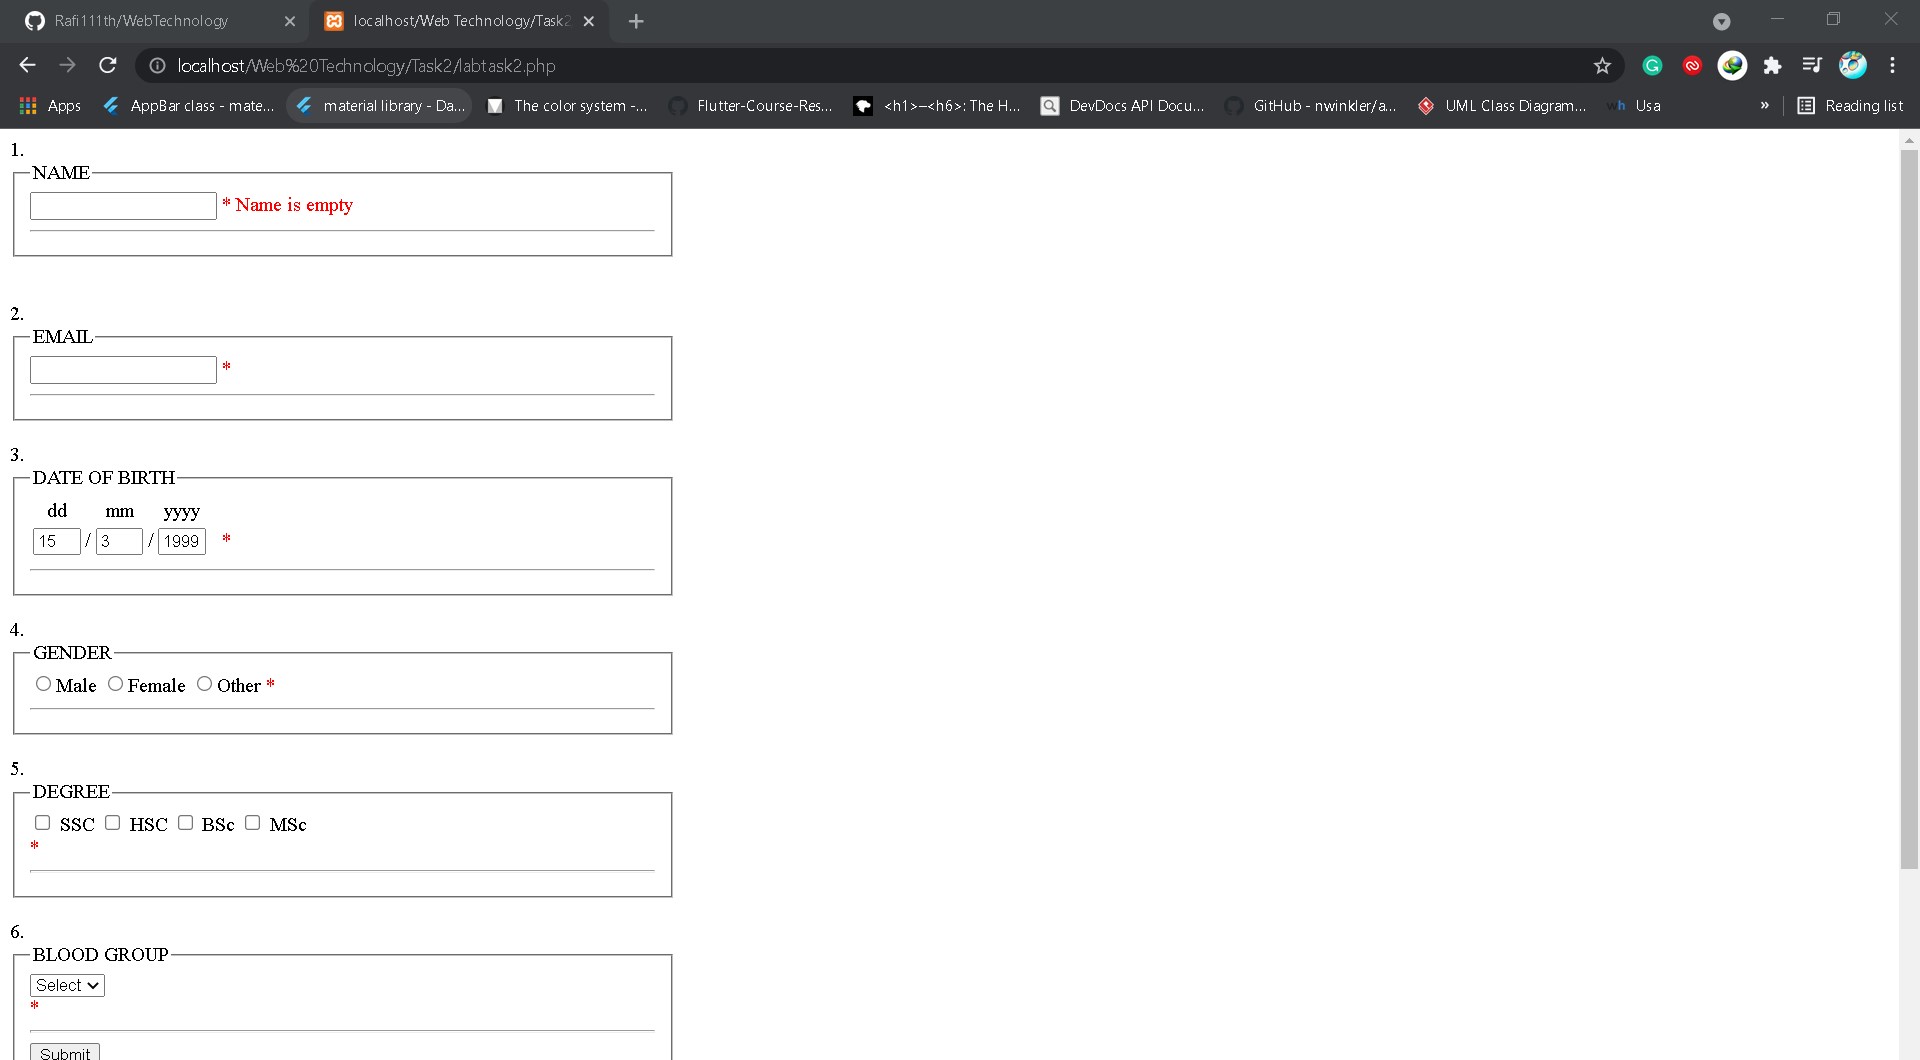 Rafi111th/WebTechnology
localhost/Web Technology/Task2
localhost/Web%20Technology/Task2/labtask2.php
Apps AppBar class - mate... material library - Da... The color system -... Flutter-Course-Res... <h1>–<h6>: The H... DevDocs API Docu... GitHub - nwinkler/a... UML Class Diagram... wh Usa » Reading list
1.
NAME
* Name is empty
2.
EMAIL
*
3.
DATE OF BIRTH
dd mm yyyy
15 / 3 / 1999 *
4.
GENDER
Male Female Other *
5.
DEGREE
SSC HSC BSc MSc
*
6.
BLOOD GROUP
Select
*
Submit